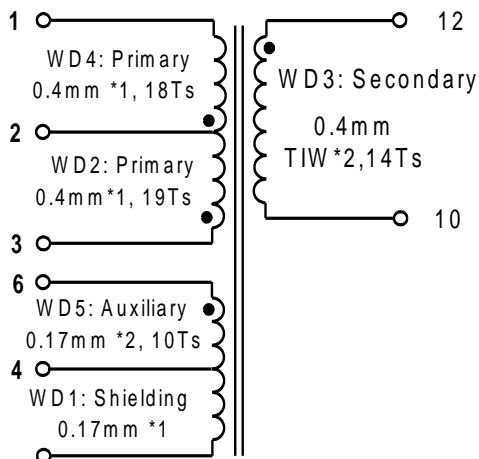 1
WD4: Primary
0.4mm *1, 18Ts
2
WD2: Primary
0.4mm*1, 19Ts
3
6
WD5: Auxiliary
0.17mm *2, 10Ts
4
WD1: Shielding
0.17mm *1
12
WD3: Secondary
0.4mm
TIW*2,14Ts
10